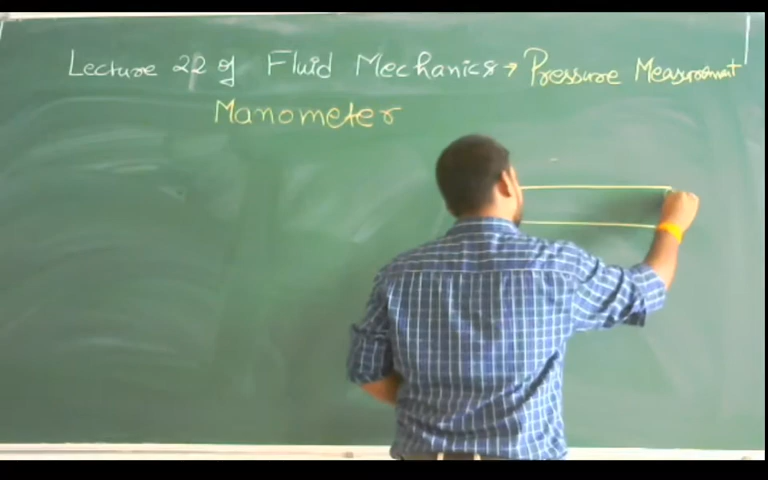 Lecture 22 of Fluid Mechanics → Pressure Measurement
Manometer